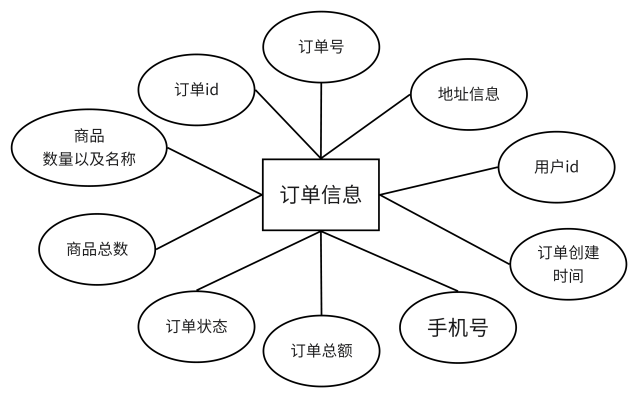 订单号
订单id
地址信息
商品
数量以及名称
用户id
订单信息
商品总数
订单创建
时间
订单状态
手机号
订单总额